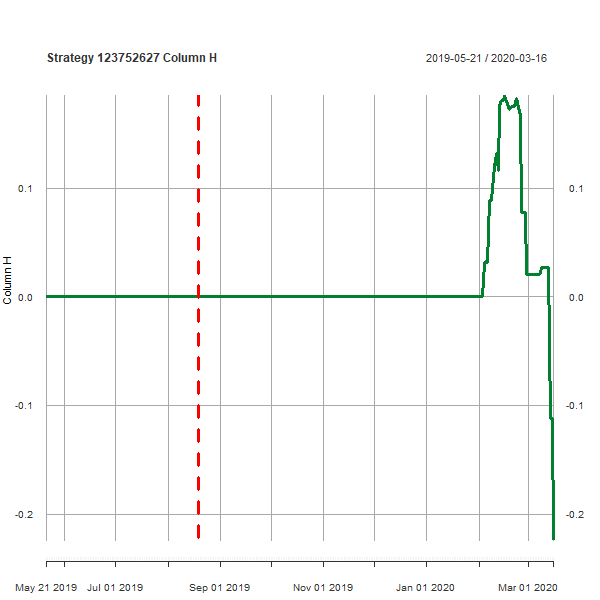 Strategy 123752627 Column H
2019-05-21 / 2020-03-16
0.1
0.1
0.0
0.0
-0.1
-0.1
-0.2
-0.2
Column H
May 21 2019
Jul 01 2019
Sep 01 2019
Nov 01 2019
Jan 01 2020
Mar 01 2020